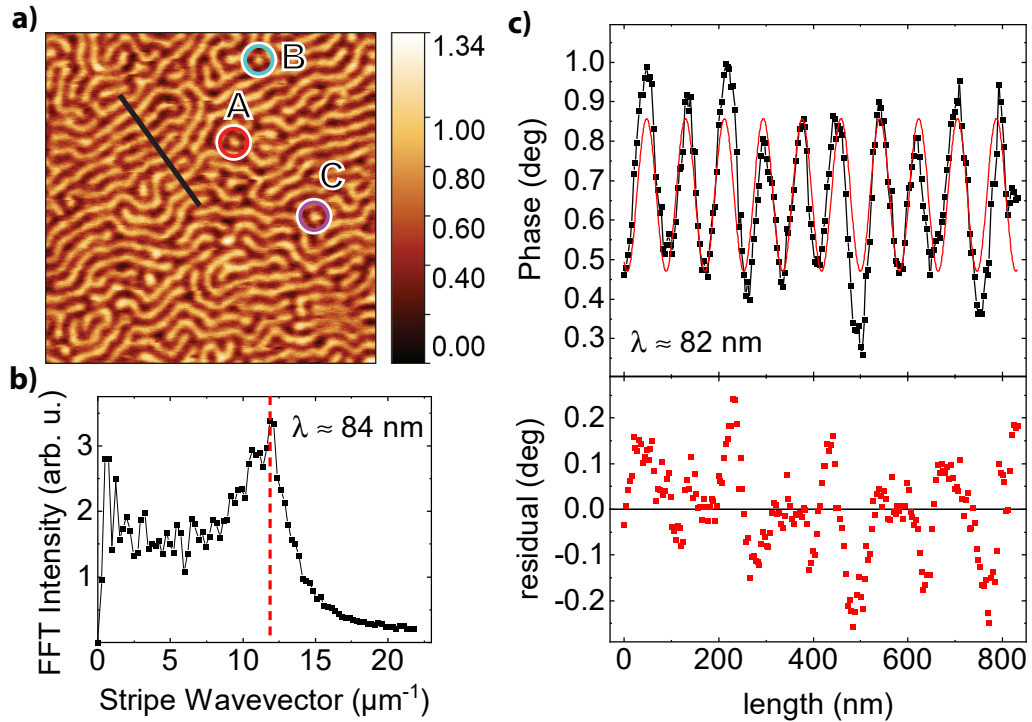 a)
B
A
C
1.34
1.00
0.80
0.60
0.40
0.00
b)
λ ≈ 84 nm
3
2
1
0
5
10
15
20
FFT Intensity (arb. u.)
Stripe Wavevector (µm⁻¹)
c)
1.0
0.9
0.8
0.7
0.6
0.5
0.4
0.3
Phase (deg)
λ ≈ 82 nm
0.2
0.1
0.0
-0.1
-0.2
residual (deg)
0
200
400
600
800
length (nm)